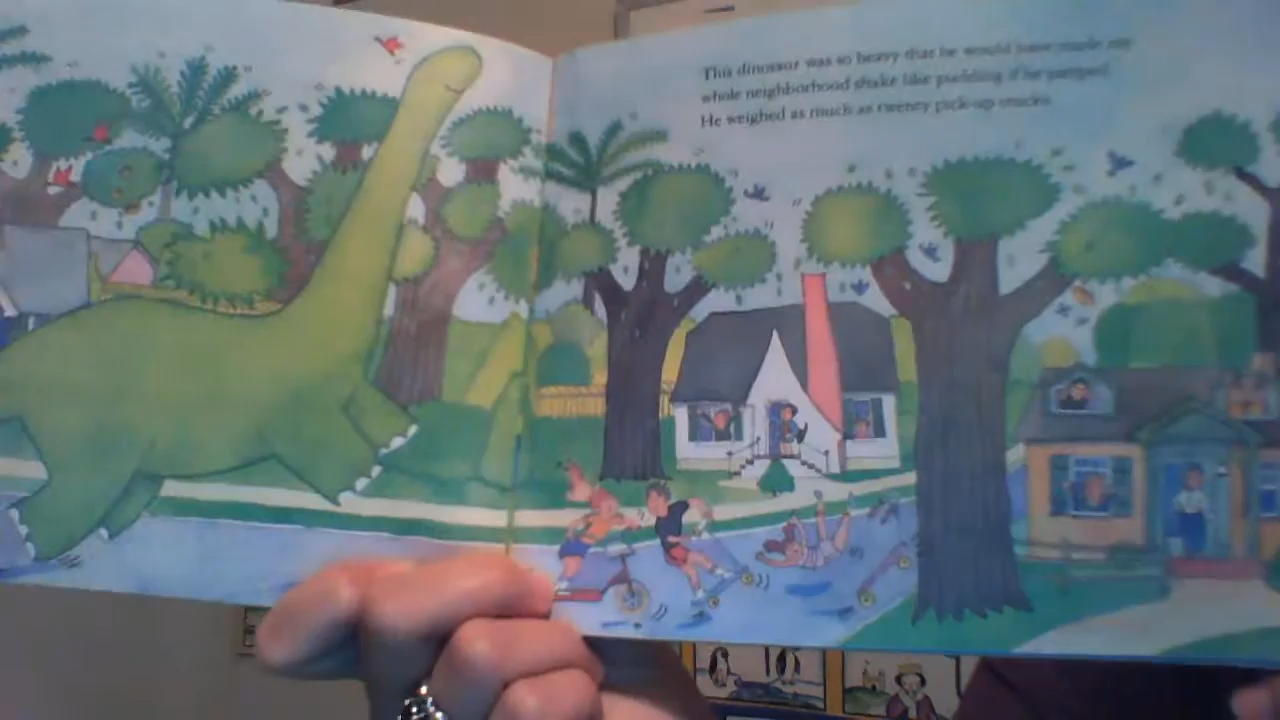 This dinosaur was so heavy that he would have made my
whole neighborhood shake like pudding if he jumped.
He weighed as much as twenty pick-up trucks.